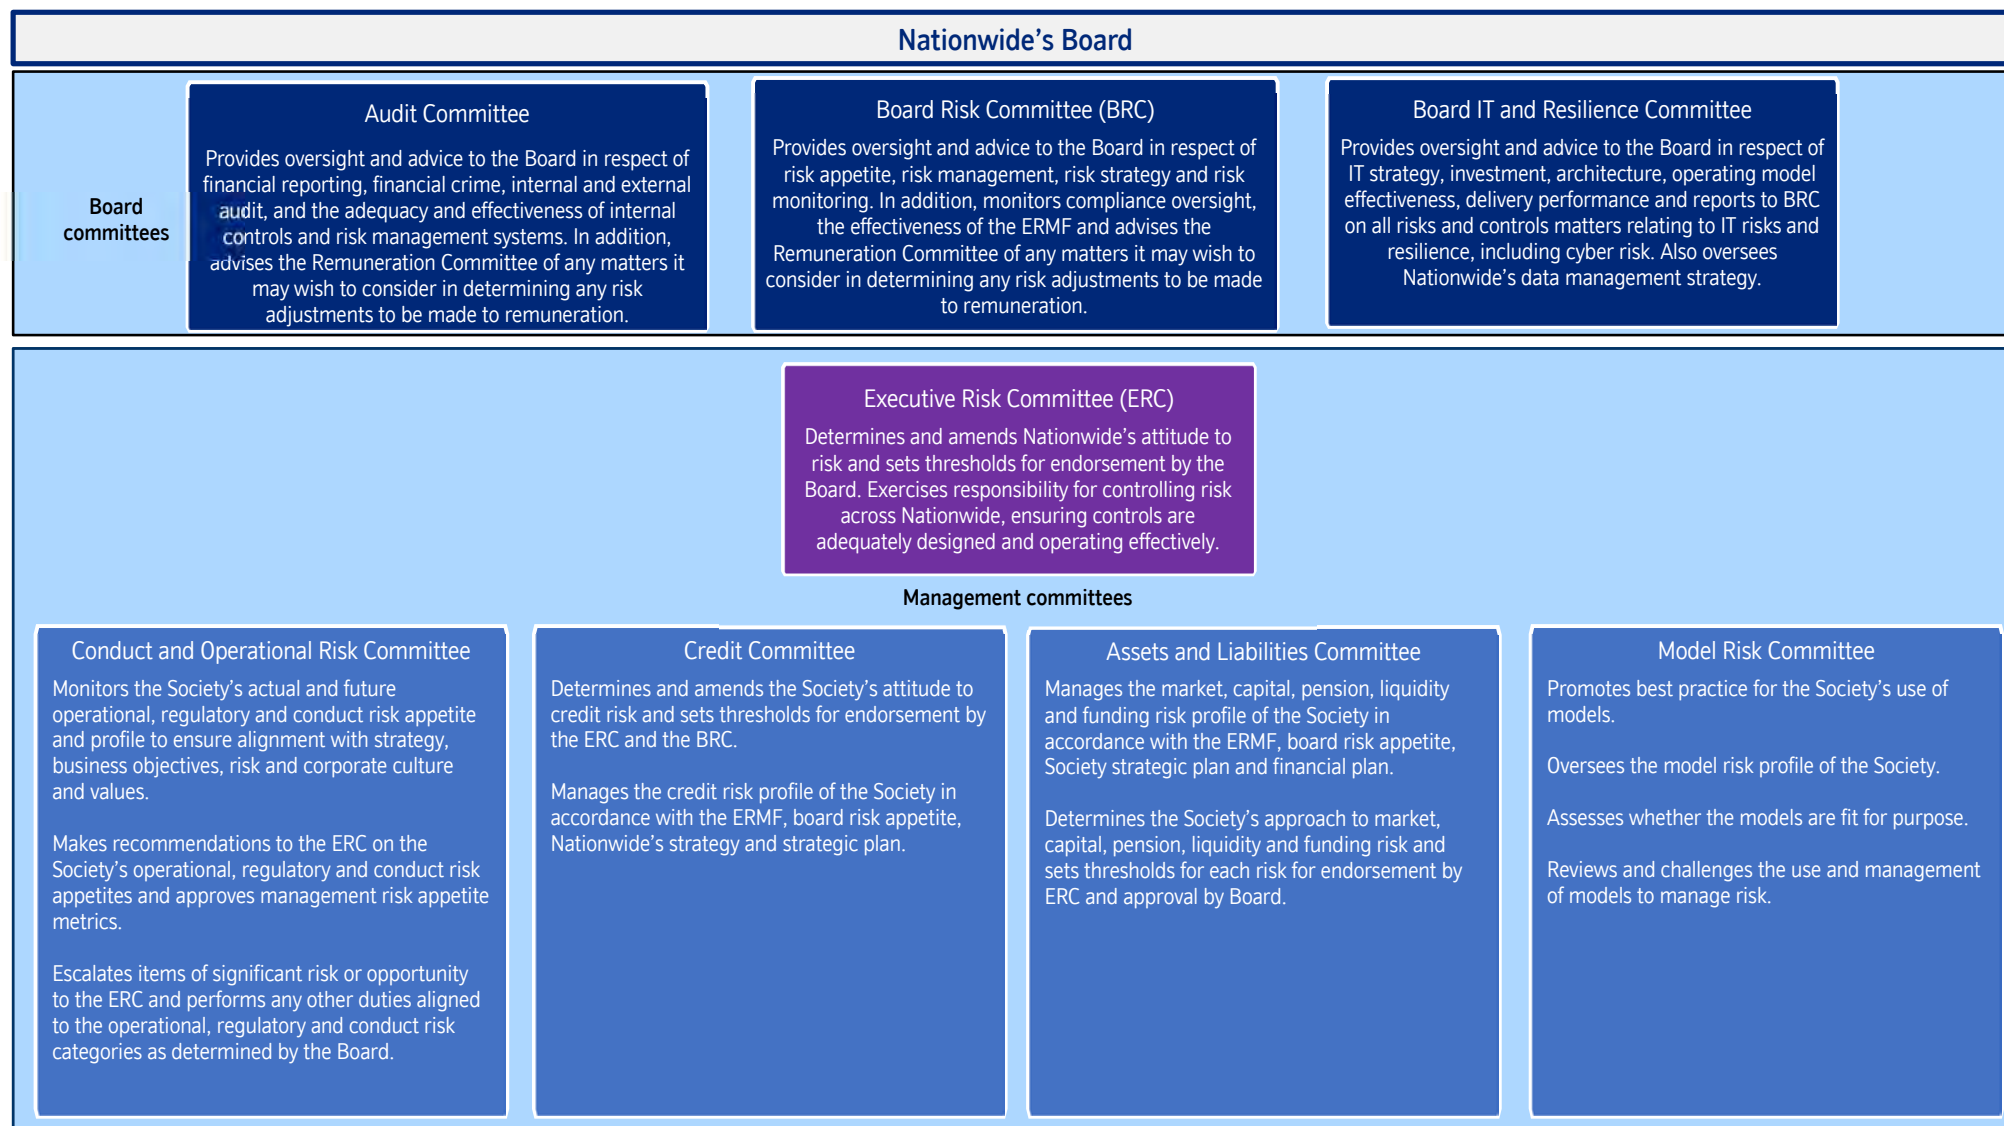 Nationwide's Board
Board
committees
Audit Committee
Provides oversight and advice to the Board in respect of
financial reporting, financial crime, internal and external
audit, and the adequacy and effectiveness of internal
controls and risk management systems. In addition,
advises the Remuneration Committee of any matters it
may wish to consider in determining any risk
adjustments to be made to remuneration.
Board Risk Committee (BRC)
Provides oversight and advice to the Board in respect of
risk appetite, risk management, risk strategy and risk
monitoring. In addition, monitors compliance oversight,
the effectiveness of the ERMF and advises the
Remuneration Committee of any matters it may wish to
consider in determining any risk adjustments to be made
to remuneration.
Board IT and Resilience Committee
Provides oversight and advice to the Board in respect of
IT strategy, investment, architecture, operating model
effectiveness, delivery performance and reports to BRC
on all risks and controls matters relating to IT risks and
resilience, including cyber risk. Also oversees
Nationwide's data management strategy.
Executive Risk Committee (ERC)
Determines and amends Nationwide's attitude to
risk and sets thresholds for endorsement by the
Board. Exercises responsibility for controlling risk
across Nationwide, ensuring controls are
adequately designed and operating effectively.
Management committees
Conduct and Operational Risk Committee
Monitors the Society's actual and future
operational, regulatory and conduct risk appetite
and profile to ensure alignment with strategy,
business objectives, risk and corporate culture
and values.
Makes recommendations to the ERC on the
Society's operational, regulatory and conduct risk
appetites and approves management risk appetite
metrics.
Escalates items of significant risk or opportunity
to the ERC and performs any other duties aligned
to the operational, regulatory and conduct risk
categories as determined by the Board.
Credit Committee
Determines and amends the Society's attitude to
credit risk and sets thresholds for endorsement by
the ERC and the BRC.
Manages the credit risk profile of the Society in
accordance with the ERMF, board risk appetite,
Nationwide's strategy and strategic plan.
Assets and Liabilities Committee
Manages the market, capital, pension, liquidity
and funding risk profile of the Society in
accordance with the ERMF, board risk appetite,
Society strategic plan and financial plan.
Determines the Society's approach to market,
capital, pension, liquidity and funding risk and
sets thresholds for each risk for endorsement by
ERC and approval by Board.
Model Risk Committee
Promotes best practice for the Society's use of
models.
Oversees the model risk profile of the Society.
Assesses whether the models are fit for purpose.
Reviews and challenges the use and management
of models to manage risk.